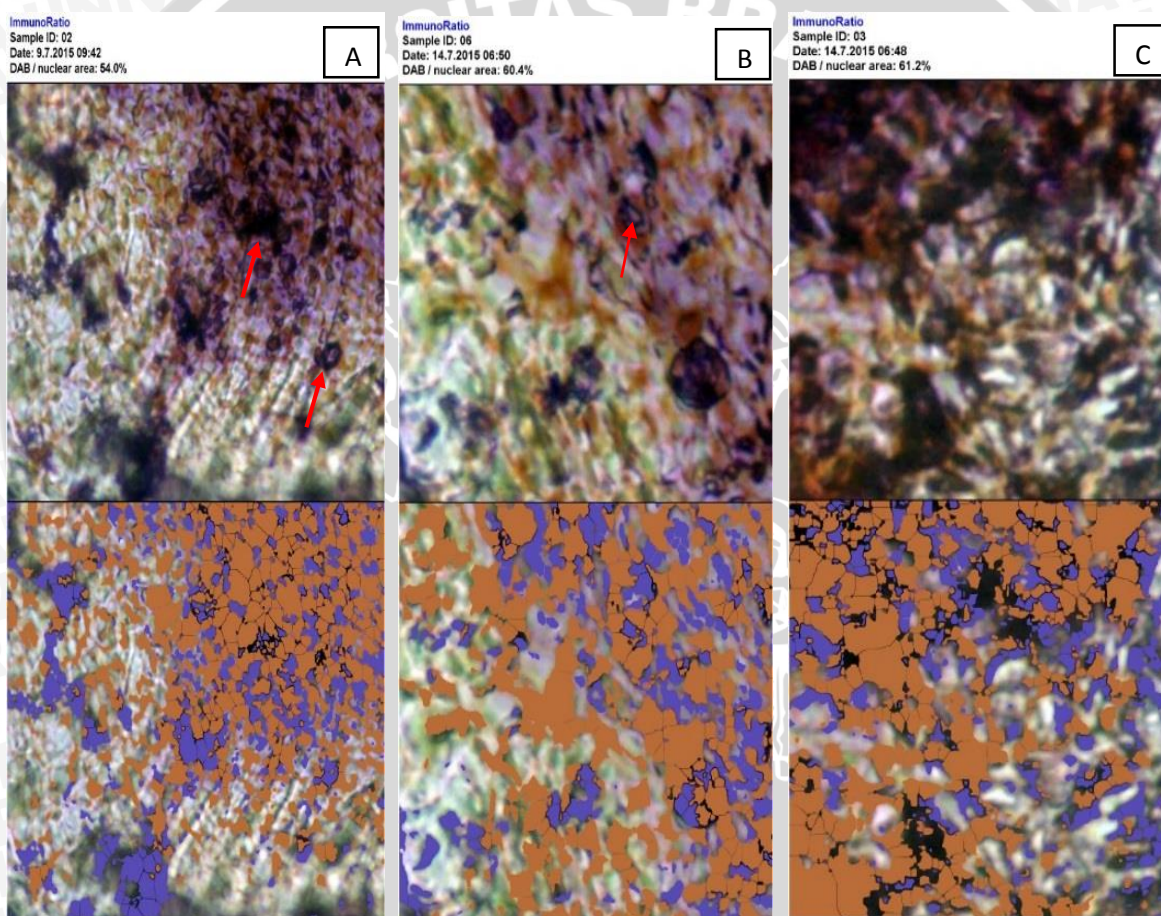 ImmunoRatio
Sample ID: 02
Date: 9.7.2015 09:42
DAB / nuclear area: 54.0%
A
ImmunoRatio
Sample ID: 06
Date: 14.7.2015 06:50
DAB / nuclear area: 60.4%
B
ImmunoRatio
Sample ID: 03
Date: 14.7.2015 06:48
DAB / nuclear area: 61.2%
C